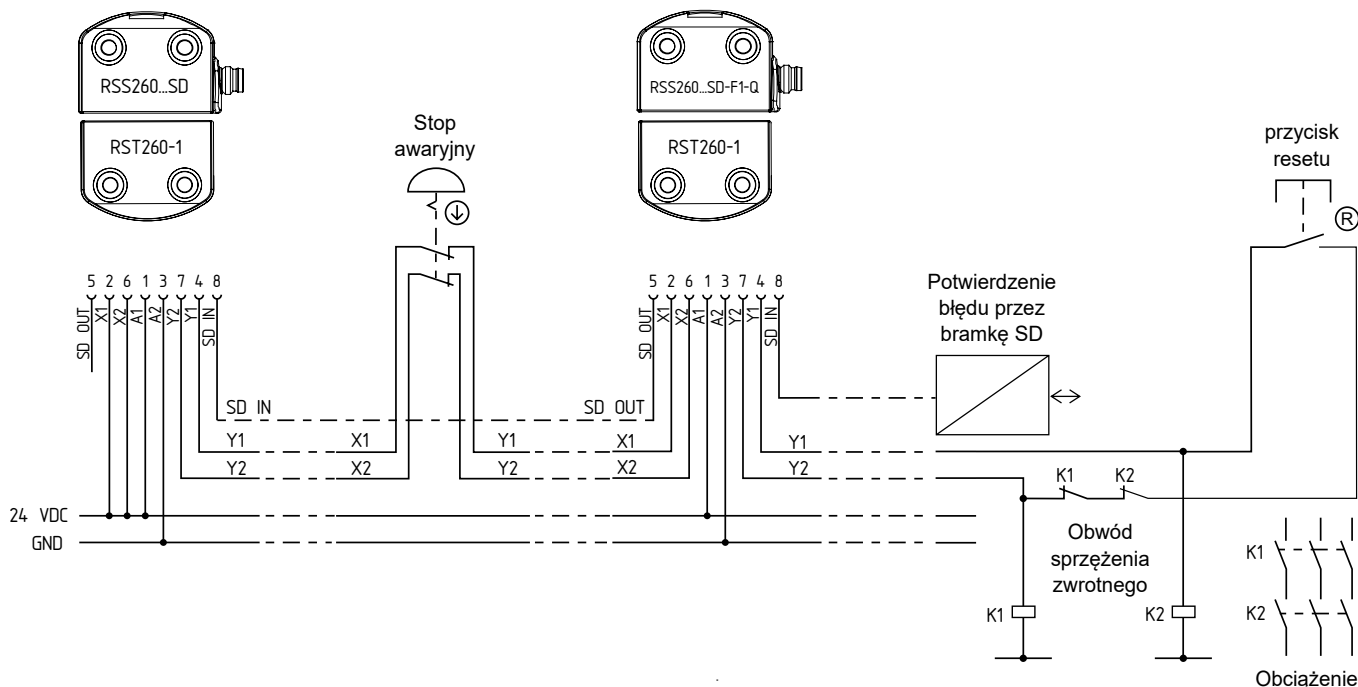 RSS260...SD
RST260-1
Stop
awaryjny
RSS260...SD-F1-Q
RST260-1
przycisk
resetu
R
5 2 6 1 3 7 4 8
SD OUT
X1
X2
A1
A2
Y2
Y1
SD IN
5 2 6 1 3 7 4 8
SD OUT
X1
X2
A1
A2
Y2
Y1
SD IN
Potwierdzenie
błędu przez
bramkę SD
SD IN
SD OUT
Y1 X1 Y1 X1 Y1
Y2 X2 Y2 X2 Y2
K1 K2
24 VDC
GND
Obwód
sprzężenia
zwrotnego
K1
K2
K1
K2
Obciążenie